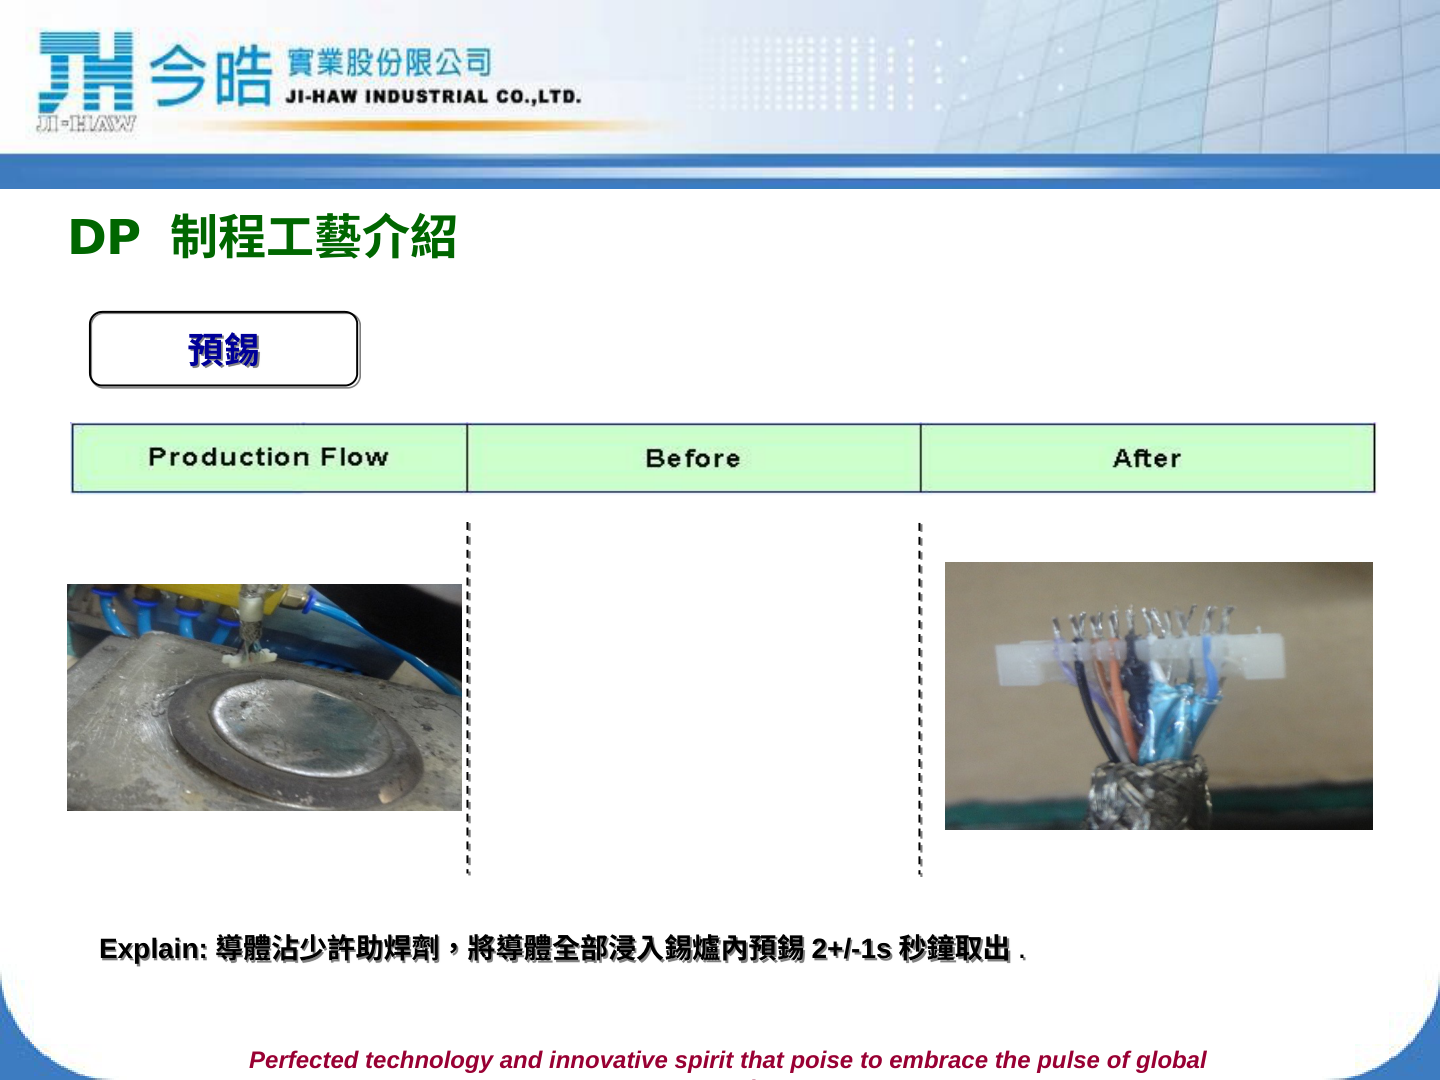 今皓 實業股份限公司
JI-HAW INDUSTRIAL CO.,LTD.
JI-HAW
DP 制程工藝介紹
預錫
Production Flow Before After
Explain: 導體沾少許助焊劑，將導體全部浸入錫爐內預錫 2+/-1s 秒鐘取出 .
Perfected technology and innovative spirit that poise to embrace the pulse of global